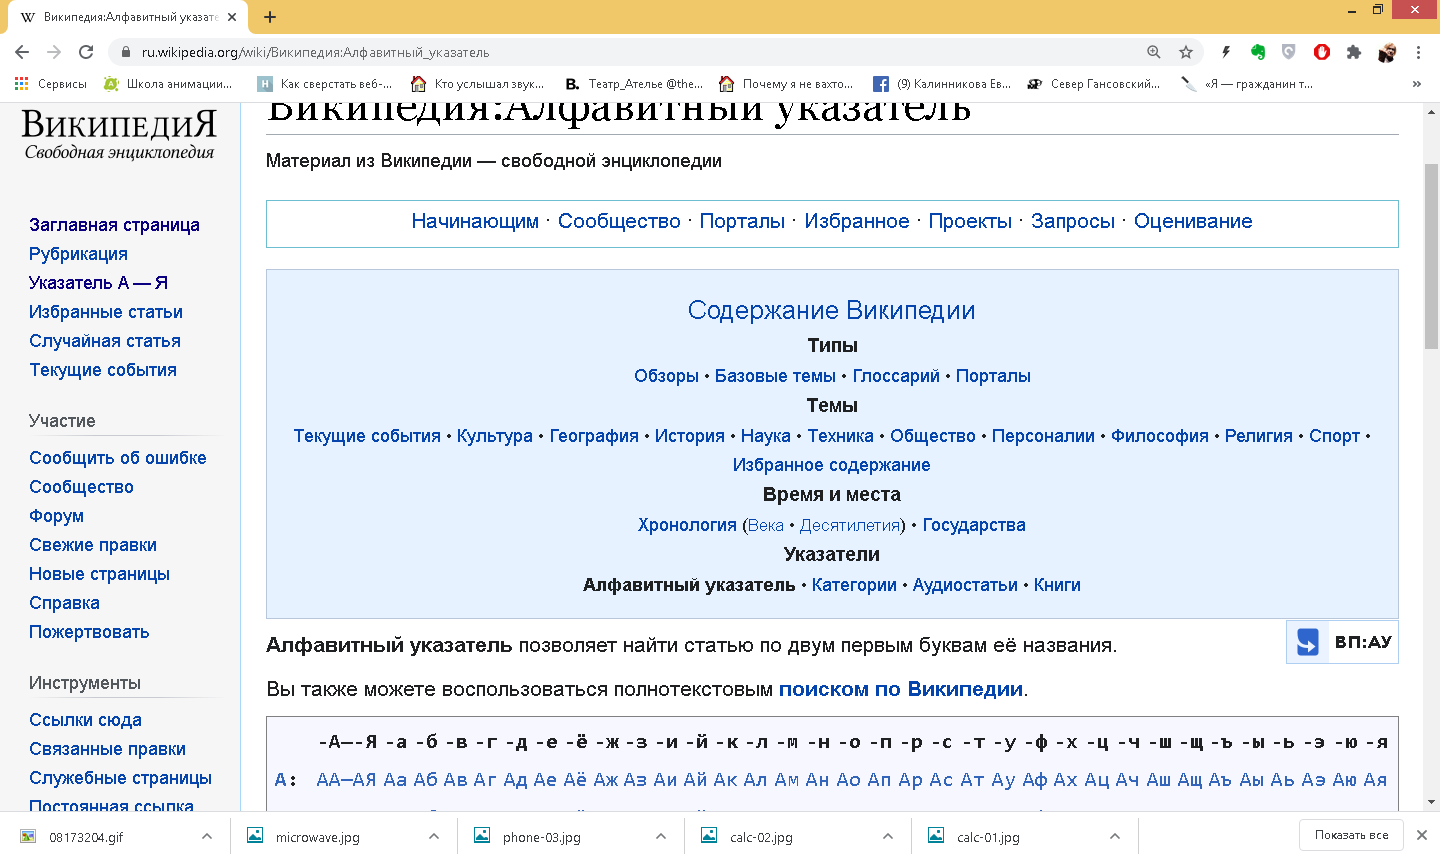 Википедия:Алфавитный указате
ru.wikipedia.org/wiki/Википедия:Алфавитный_указатель
Сервисы
Школа анимации...
Как сверстать веб-...
Кто услышал звук...
Театр_Ателье @the...
Почему я не вахто...
(9) Калинникова Ев...
Север Гансовский...
«Я — гражданин т...
»
ВикипедиЯ
Свободная энциклопедия
Заглавная страница
Рубрикация
Указатель А — Я
Избранные статьи
Случайная статья
Текущие события
Участие
Сообщить об ошибке
Сообщество
Форум
Свежие правки
Новые страницы
Справка
Пожертвовать
Инструменты
Ссылки сюда
Связанные правки
Служебные страницы
Постоянная ссылка
Википедия:Алфавитный указатель
Материал из Википедии — свободной энциклопедии
Начинающим · Сообщество · Порталы · Избранное · Проекты · Запросы · Оценивание
Содержание Википедии
Типы
Обзоры • Базовые темы • Глоссарий • Порталы
Темы
Текущие события • Культура • География • История • Наука • Техника • Общество • Персоналии • Философия • Религия • Спорт •
Избранное содержание
Время и места
Хронология (Века • Десятилетия) • Государства
Указатели
Алфавитный указатель • Категории • Аудиостатьи • Книги
Алфавитный указатель позволяет найти статью по двум первым буквам её названия.
ВП:АУ
Вы также можете воспользоваться полнотекстовым поиском по Википедии.
-А—-Я -а -б -в -г -д -е -ё -ж -з -и -й -к -л -м -н -о -п -р -с -т -у -ф -х -ц -ч -ш -щ -ъ -ы -ь -э -ю -я
А: АА—АЯ Аа Аб Ав Аг Ад Ае Аё Аж Аз Аи Ай Ак Ал Ам Ан Ао Ап Ар Ас Ат Ау Аф Ах Ац Ач Аш Ащ Аъ Аы Аь Аэ Аю Ая
08173204.gif
microwave.jpg
phone-03.jpg
calc-02.jpg
calc-01.jpg
Показать все